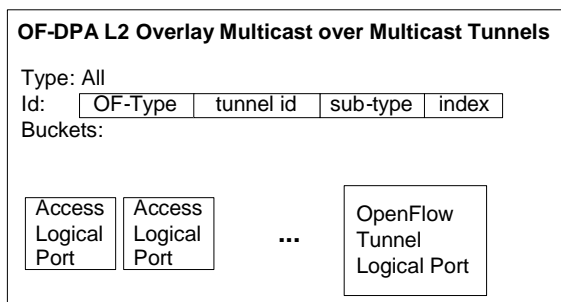 OF-DPA L2 Overlay Multicast over Multicast Tunnels
Type: All
Id: OF-Type tunnel id sub-type index
Buckets:
Access Logical Port
Access Logical Port
...
OpenFlow Tunnel Logical Port